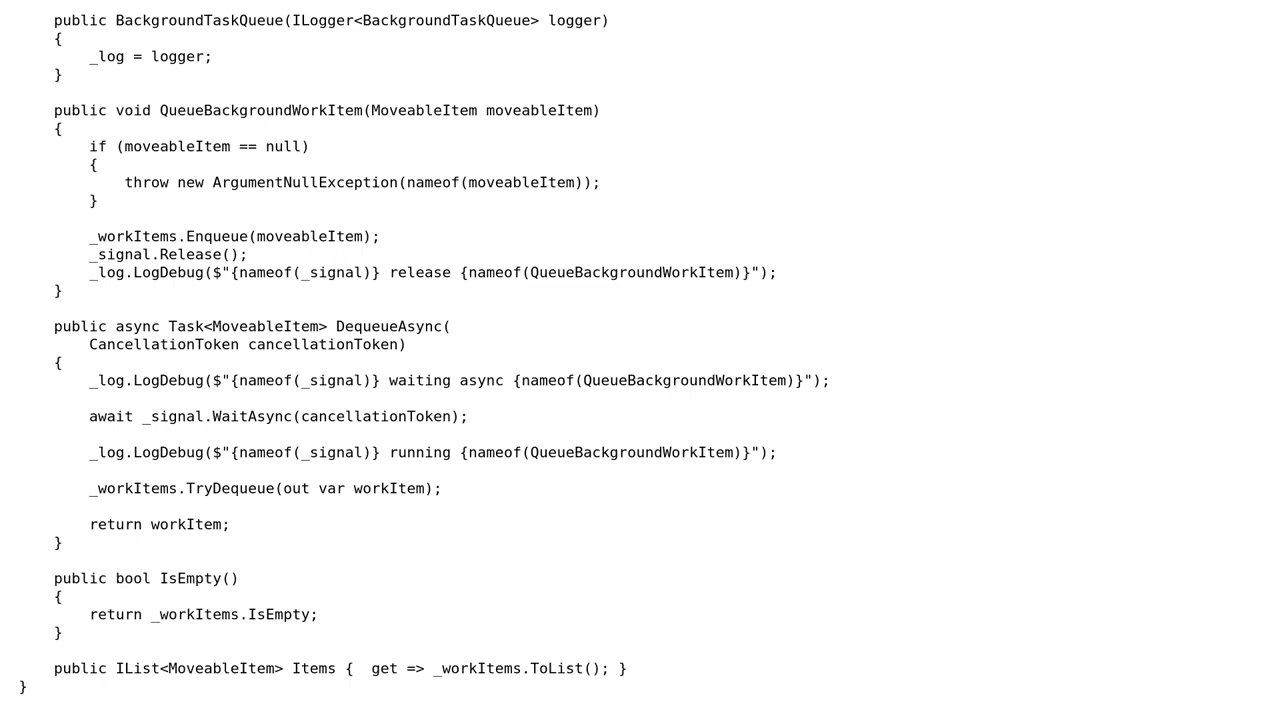 public BackgroundTaskQueue(ILogger<BackgroundTaskQueue> logger)
{
_log = logger;
}
public void QueueBackgroundWorkItem(MoveableItem moveableItem)
{
if (moveableItem == null)
{
throw new ArgumentNullException(nameof(moveableItem));
}
_workItems.Enqueue(moveableItem);
_signal.Release();
_log.LogDebug($"{nameof(_signal)} release {nameof(QueueBackgroundWorkItem)}");
}
public async Task<MoveableItem> DequeueAsync(
CancellationToken cancellationToken)
{
_log.LogDebug($"{nameof(_signal)} waiting async {nameof(QueueBackgroundWorkItem)}");
await _signal.WaitAsync(cancellationToken);
_log.LogDebug($"{nameof(_signal)} running {nameof(QueueBackgroundWorkItem)}");
_workItems.TryDequeue(out var workItem);
return workItem;
}
public bool IsEmpty()
{
return _workItems.IsEmpty;
}
public IList<MoveableItem> Items {  get => _workItems.ToList(); }
}